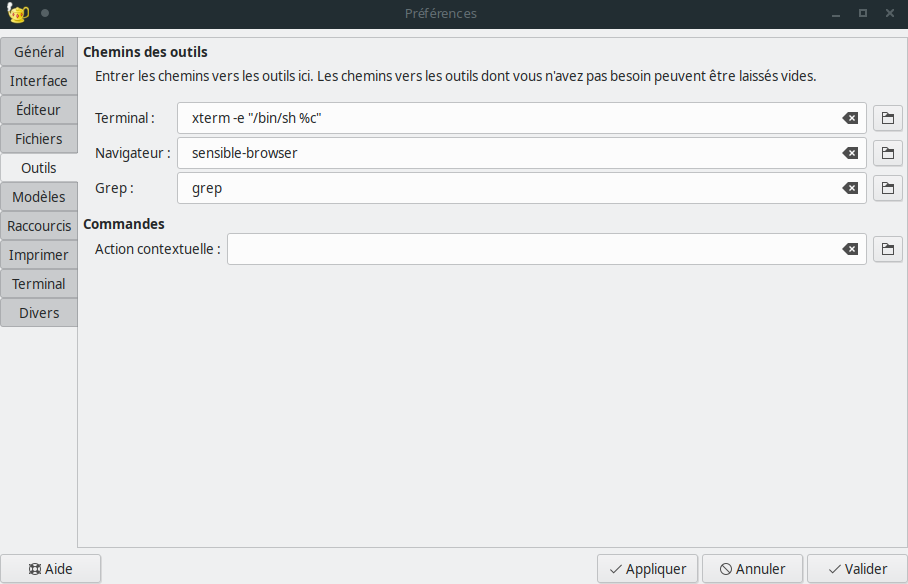 Préférences
Général
Interface
Éditeur
Fichiers
Outils
Modèles
Raccourcis
Imprimer
Terminal
Divers
Chemins des outils
Entrer les chemins vers les outils ici. Les chemins vers les outils dont vous n'avez pas besoin peuvent être laissés vides.
Terminal : xterm -e "/bin/sh %c"
Navigateur : sensible-browser
Grep : grep
Commandes
Action contextuelle :
Aide
Appliquer
Annuler
Valider